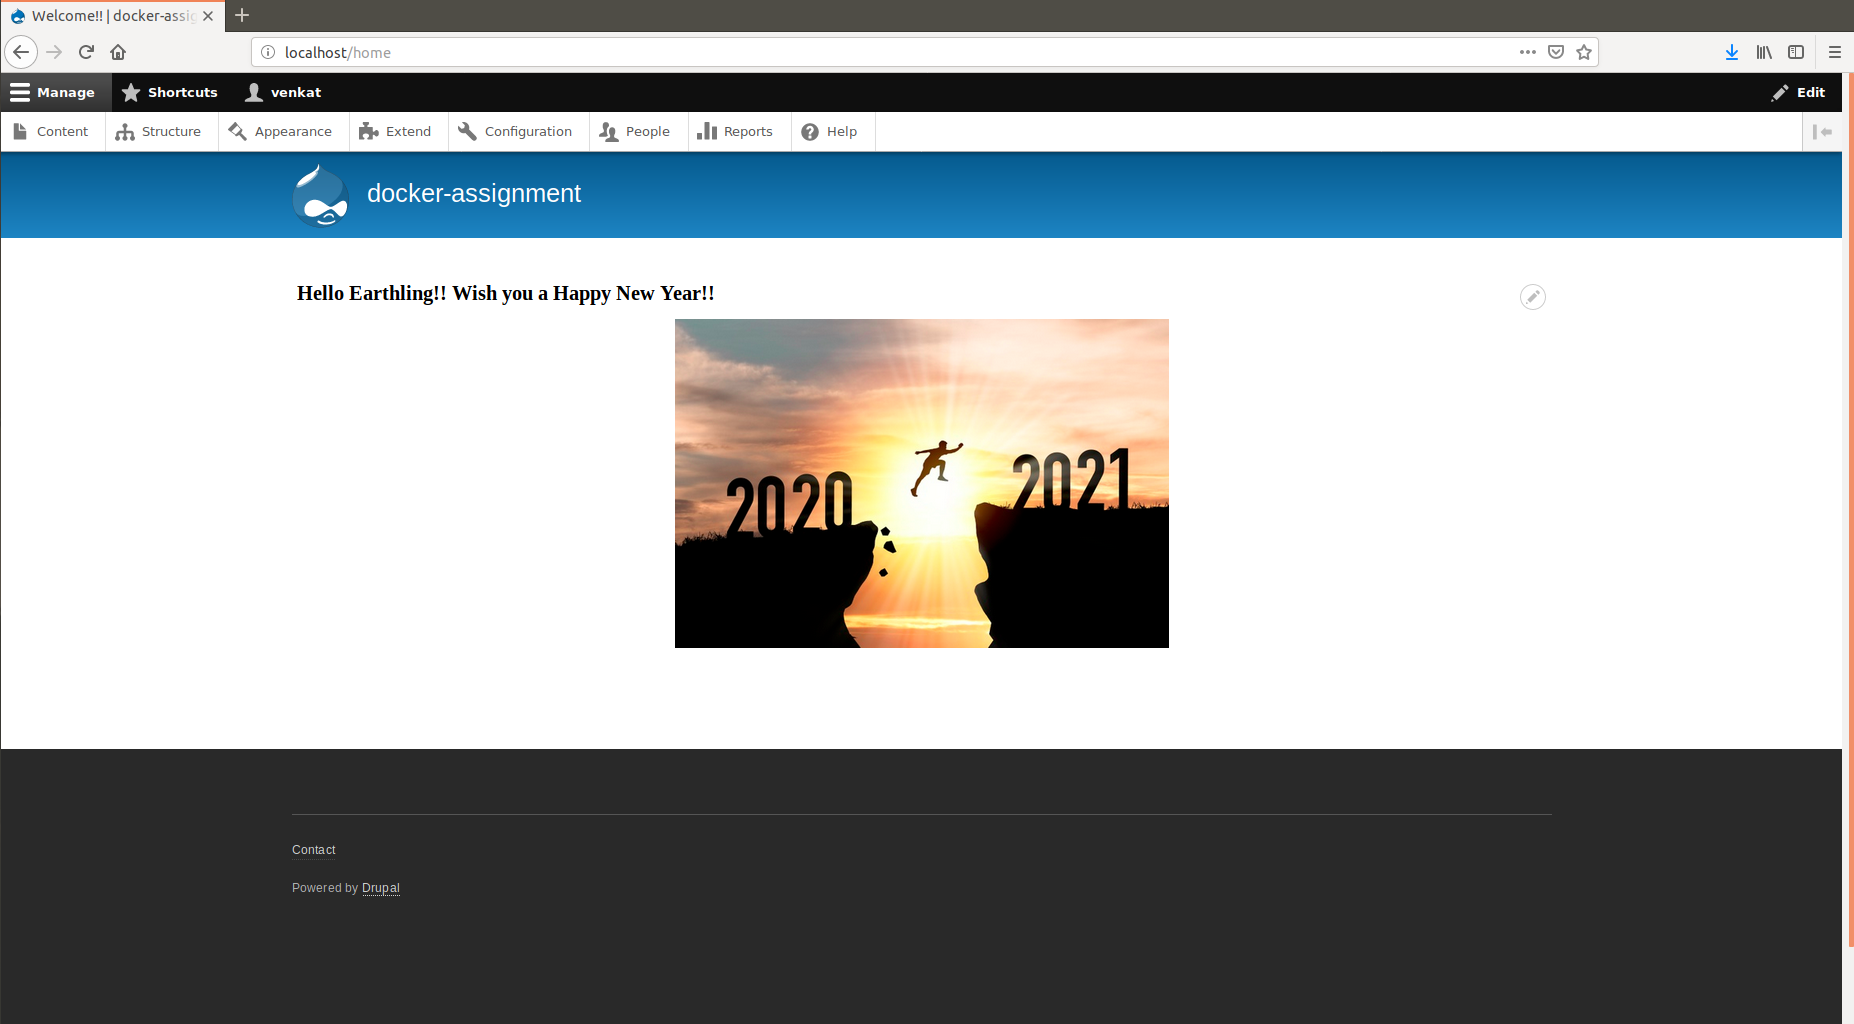 Welcome!! | docker-assig
localhost/home
Manage Shortcuts venkat Edit
Content Structure Appearance Extend Configuration People Reports Help
docker-assignment
Hello Earthling!! Wish you a Happy New Year!!
2020 2021
Contact
Powered by Drupal